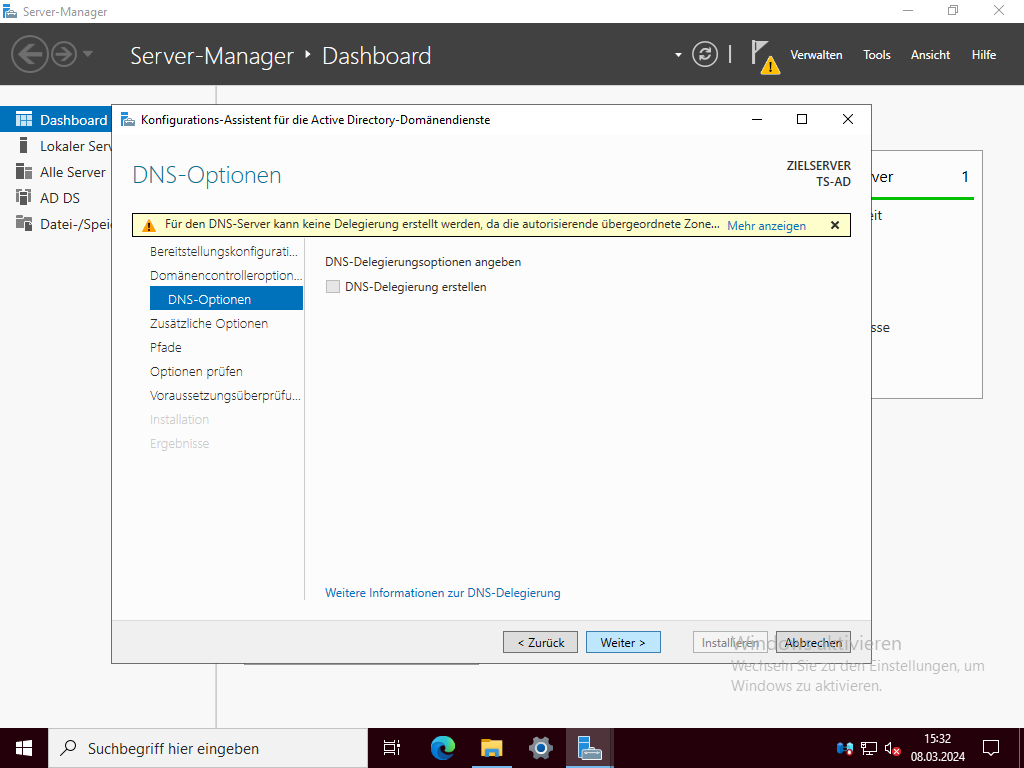 Server-Manager
Server-Manager ‣ Dashboard
Verwalten Tools Ansicht Hilfe
Dashboard
Lokaler Serv
Alle Server
AD DS
Datei-/Speic
ver 1
eit
sse
Konfigurations-Assistent für die Active Directory-Domänendienste
DNS-Optionen
ZIELSERVER
TS-AD
Für den DNS-Server kann keine Delegierung erstellt werden, da die autorisierende übergeordnete Zone... Mehr anzeigen
Bereitstellungskonfigurati...
Domänencontrolleroption...
DNS-Optionen
Zusätzliche Optionen
Pfade
Optionen prüfen
Voraussetzungsüberprüfu...
Installation
Ergebnisse
DNS-Delegierungsoptionen angeben
DNS-Delegierung erstellen
Weitere Informationen zur DNS-Delegierung
< Zurück Weiter > Installieren Abbrechen
Windows aktivieren
Wechseln Sie zu den Einstellungen, um
Windows zu aktivieren.
Suchbegriff hier eingeben
15:32
08.03.2024